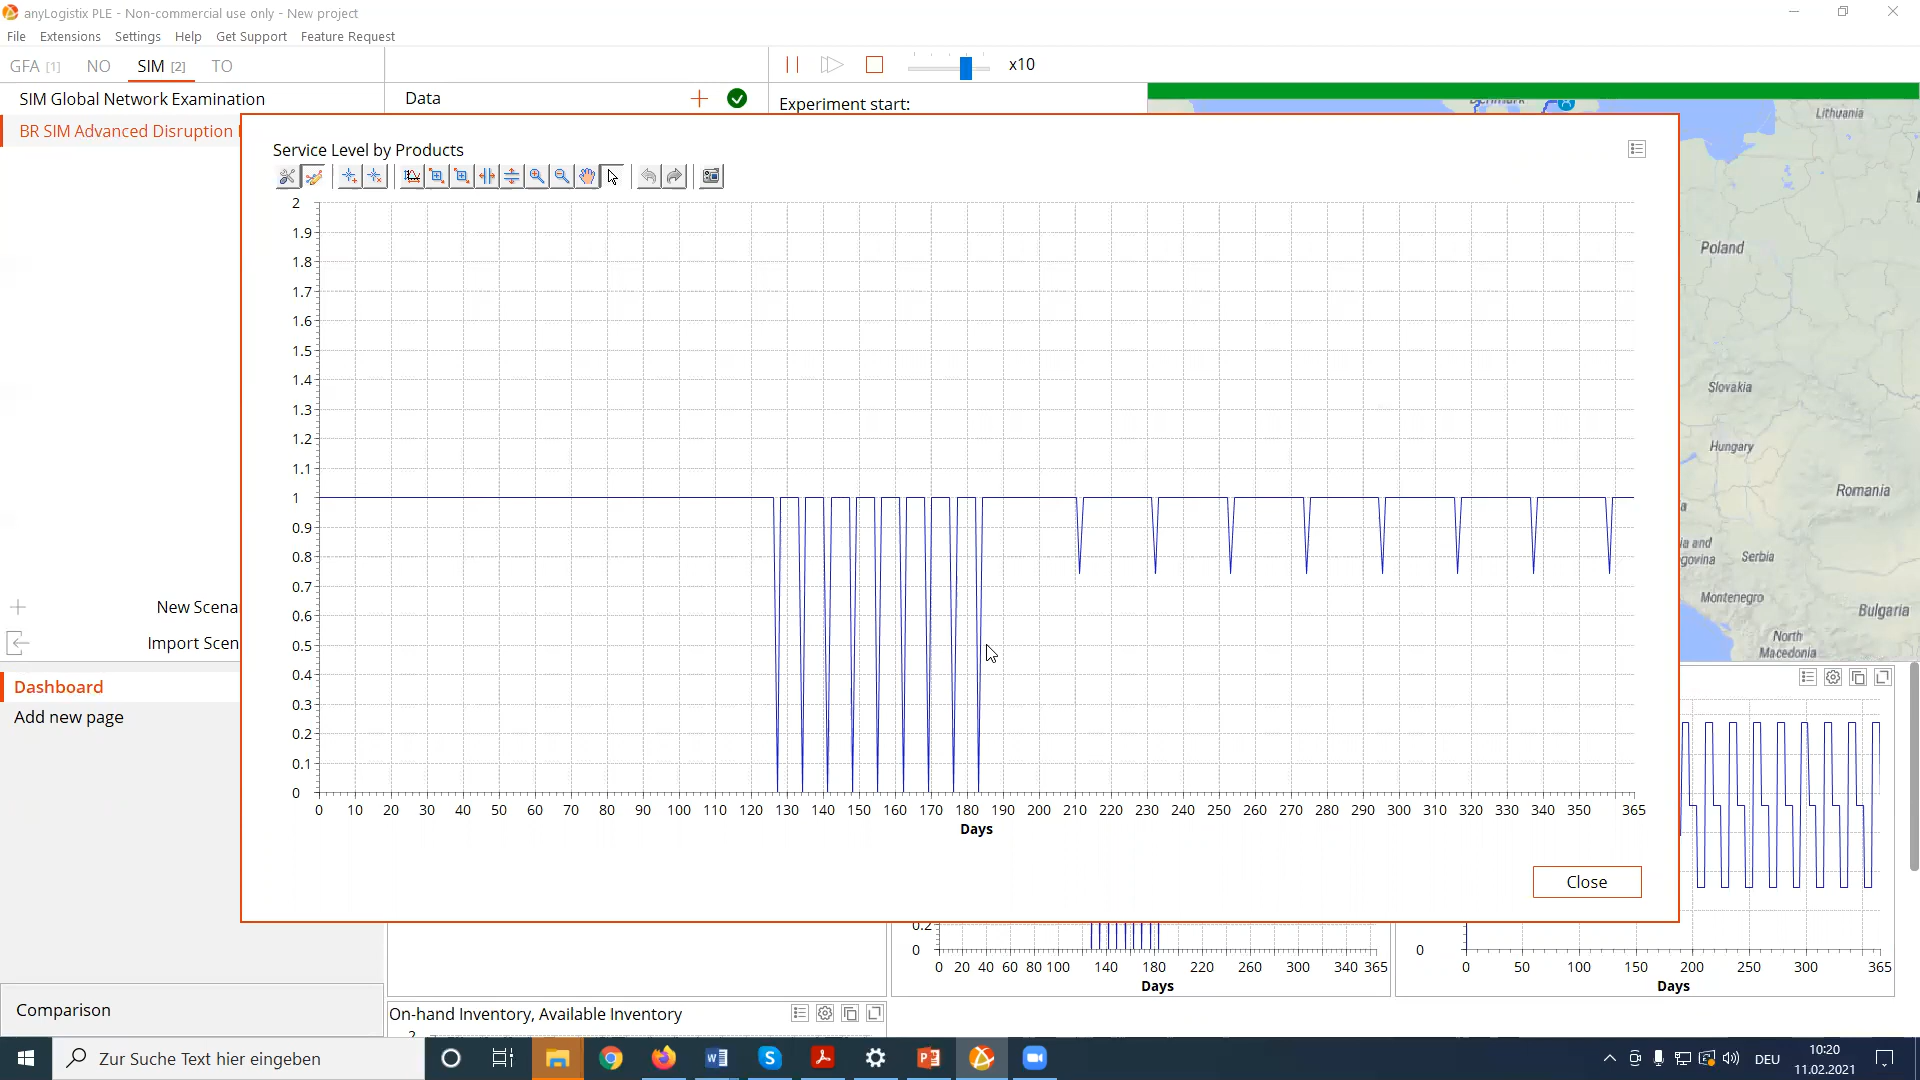 anyLogistix PLE - Non-commercial use only - New project
File Extensions Settings Help Get Support Feature Request
GFA [1] NO SIM [2] TO
x10
SIM Global Network Examination
Data
Experiment start:
BR SIM Advanced Disruption
Service Level by Products
2
1.9
1.8
1.7
1.6
1.5
1.4
1.3
1.2
1.1
1
0.9
0.8
0.7
0.6
0.5
0.4
0.3
0.2
0.1
0
0 10 20 30 40 50 60 70 80 90 100 110 120 130 140 150 160 170 180 190 200 210 220 230 240 250 260 270 280 290 300 310 320 330 340 350 365
Days
Close
Lithuania
Poland
Slovakia
Hungary
Romania
Serbia
Montenegro
Bulgaria
North
Macedonia
New Scena
Import Scen
Dashboard
Add new page
Comparison
0.2
0
0 20 40 60 80 100 140 180 220 260 300 340 365
Days
0
0 50 100 150 200 250 300 365
Days
On-hand Inventory, Available Inventory
2
Zur Suche Text hier eingeben
DEU
10:20
11.02.2021